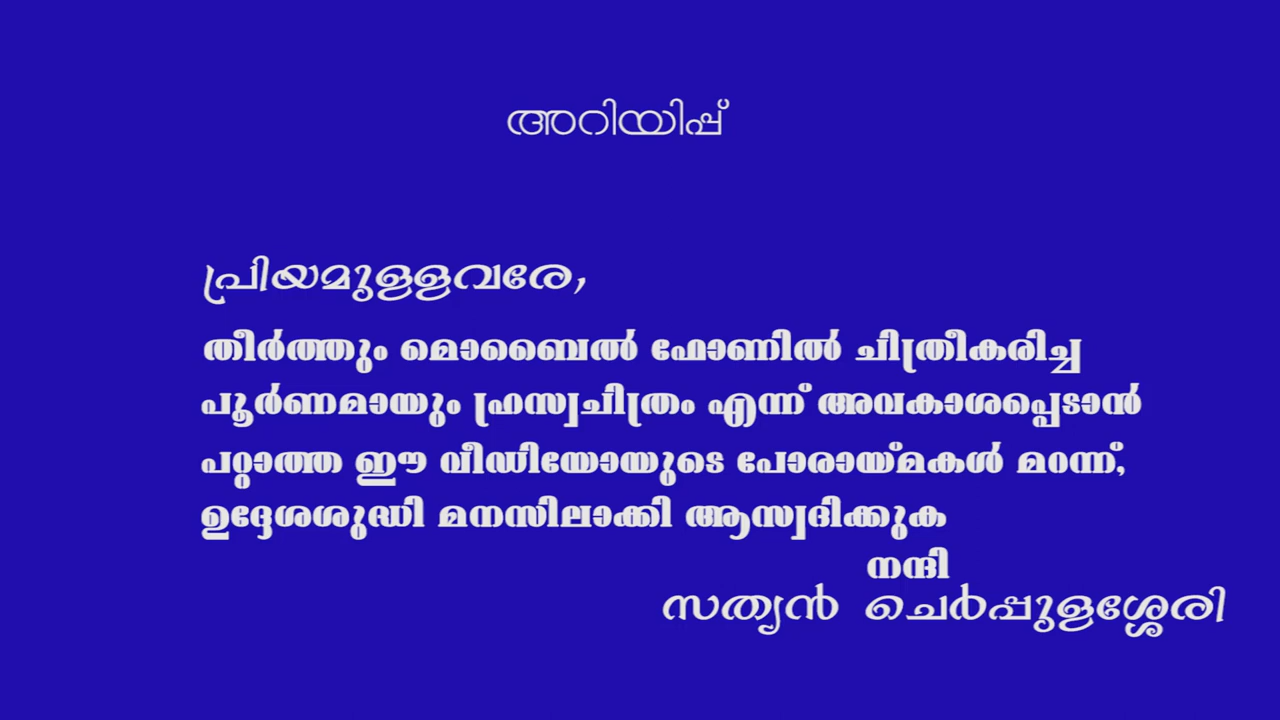 അറിയിപ്പ്
പ്രിയമുള്ളവരേ,
തീർത്തും മൊബൈൽ ഫോണിൽ ചിത്രീകരിച്ച
പൂർണമായും ഹ്രസ്വചിത്രം എന്ന് അവകാശപ്പെടാൻ
പറ്റാത്ത ഈ വീഡിയോയുടെ പോരായ്മകൾ മറന്ന്,
ഉദ്ദേശശുദ്ധി മനസിലാക്കി ആസ്വദിക്കുക
നന്ദി
സത്യൻ ചെർപ്പുളശ്ശേരി